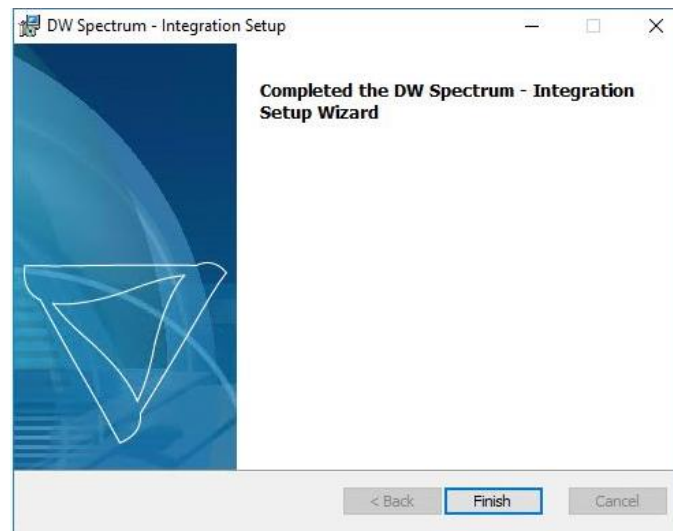 DW Spectrum - Integration Setup
Completed the DW Spectrum - Integration
Setup Wizard
< Back Finish Cancel